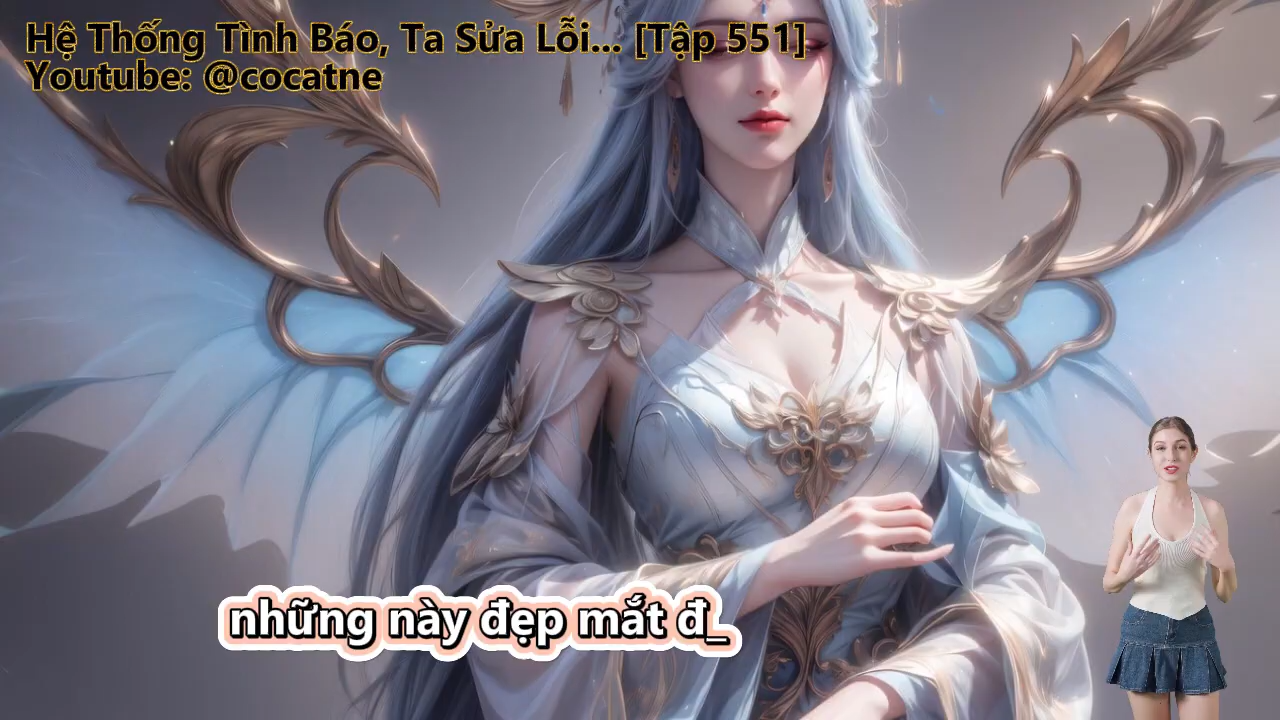 Hệ Thống Tình Báo, Ta Sửa Lỗi... [Tập 551]
Youtube: @cocatne
những này đẹp mắt đ_